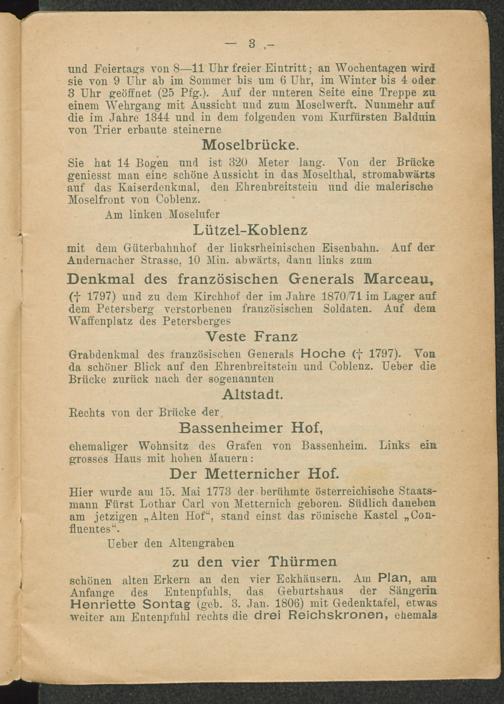 — 3 —
und Feiertags von 8—11 Uhr freier Eintritt; an Wochentagen wird
sie von 9 Uhr ab im Sommer bis um 6 Uhr, im Winter bis 4 oder
3 Uhr geöffnet (25 Pfg.). Auf der unteren Seite eine Treppe zu
einem Wehrgang mit Aussicht und zum Moselwerft. Nunmehr auf
die im Jahre 1344 und in dem folgenden vom Kurfürsten Balduin
von Trier erbaute steinerne
Moselbrücke.
Sie hat 14 Bogen und ist 320 Meter lang. Von der Brücke
geniesst man eine schöne Aussicht in das Moselthal, stromabwärts
auf das Kaiserdenkmal, den Ehrenbreitstein und die malerische
Moselfront von Coblenz.
Am linken Moselufer
Lützel-Koblenz
mit dem Güterbahnhof der linksrheinischen Eisenbahn. Auf der
Andernacher Strasse, 10 Min. abwärts, dann links zum
Denkmal des französischen Generals Marceau,
(† 1797) und zu dem Kirchhof der im Jahre 1870/71 im Lager auf
dem Petersberg verstorbenen französischen Soldaten. Auf dem
Waffenplatz des Petersberges
Veste Franz
Grabdenkmal des französischen Generals Hoche († 1797). Von
da schöner Blick auf den Ehrenbreitstein und Coblenz. Ueber die
Brücke zurück nach der sogenannten
Altstadt.
Rechts von der Brücke der
Bassenheimer Hof,
ehemaliger Wohnsitz des Grafen von Bassenheim. Links ein
grosses Haus mit hohen Mauern:
Der Metternicher Hof.
Hier wurde am 15. Mai 1773 der berühmte österreichische Staats-
mann Fürst Lothar Carl von Metternich geboren. Südlich daneben
am jetzigen „Alten Hof“, stand einst das römische Kastel „Con-
fluentes“.
Ueber den Altengraben
zu den vier Thürmen
schönen alten Erkern an den vier Eckhäusern. Am Plan, am
Anfange des Entenpfuhls, das Geburtshaus der Sängerin
Henriette Sontag (geb. 3. Jan. 1806) mit Gedenktafel, etwas
weiter am Entenpfuhl rechts die drei Reichskronen, ehemals